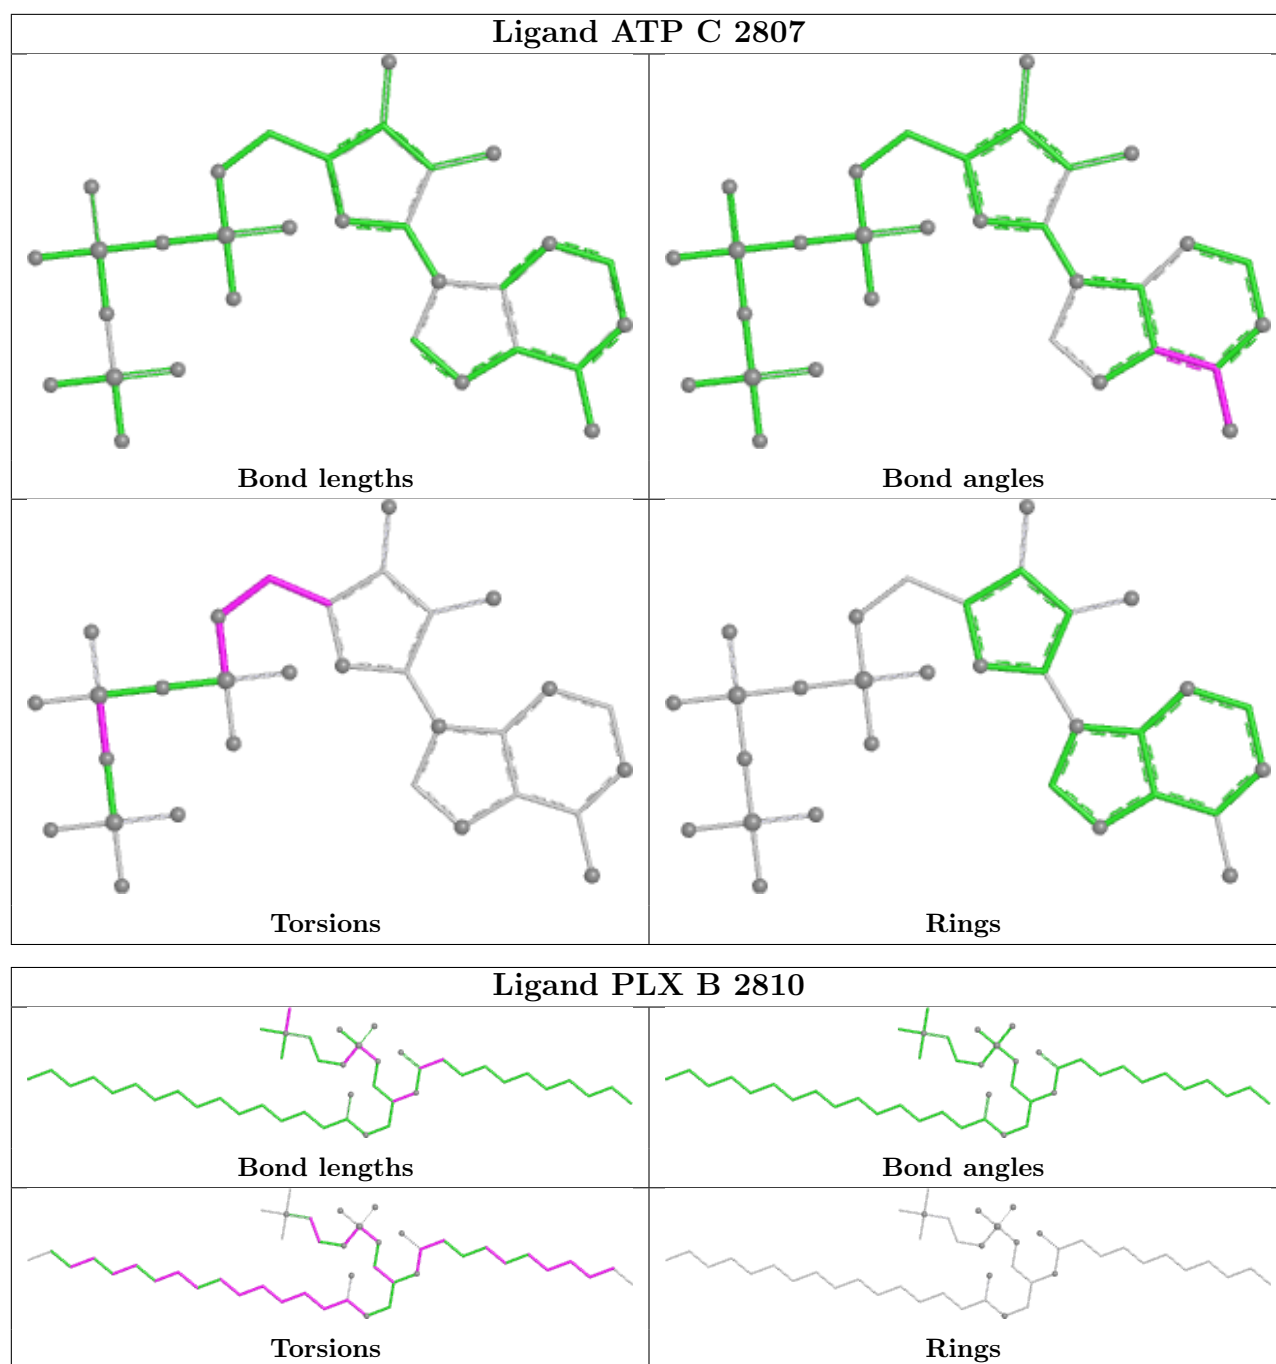 Ligand ATP C 2807
Bond lengths
Bond angles
Torsions
Rings
Ligand PLX B 2810
Bond lengths
Bond angles
Torsions
Rings